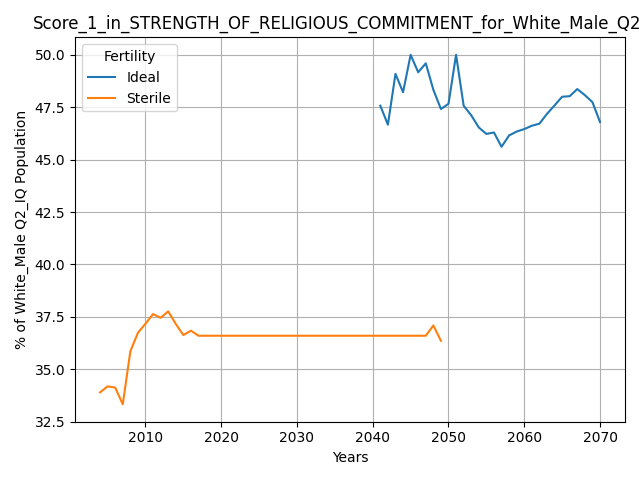 Score_1_in_STRENGTH_OF_RELIGIOUS_COMMITMENT_for_White_Male_Q2
Fertility
Ideal
Sterile
% of White_Male Q2_IQ Population
50.0
47.5
45.0
42.5
40.0
37.5
35.0
32.5
2010 2020 2030 2040 2050 2060 2070
Years